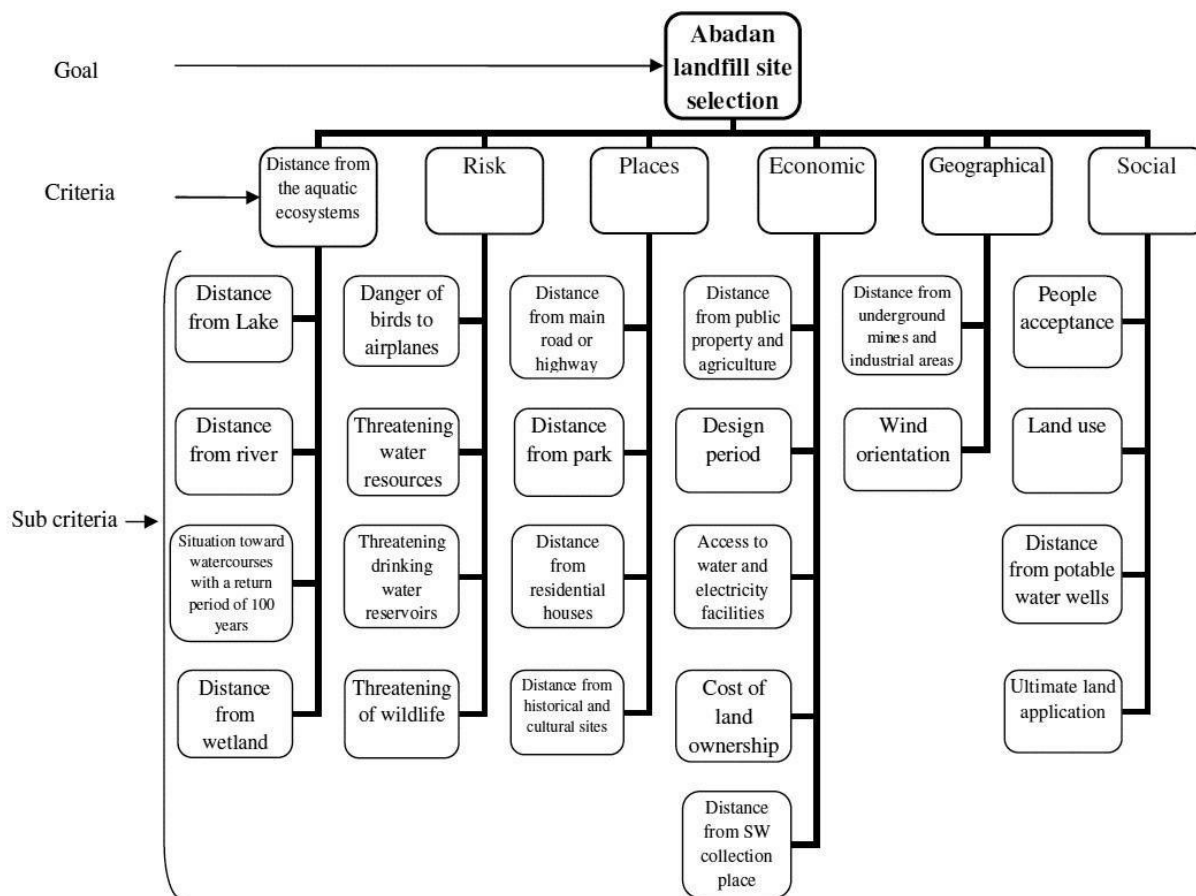 Goal
Abadan
landfill site
selection
Criteria
Distance from
the aquatic
ecosystems
Risk
Places
Economic
Geographical
Social
Sub criteria
Distance
from Lake
Danger of
birds to
airplanes
Distance
from main
road or
highway
Distance
from public
property and
agriculture
Distance from
underground
mines and
industrial areas
People
acceptance
Distance
from river
Threatening
water
resources
Distance
from park
Design
period
Wind
orientation
Land use
Situation toward
watercourses
with a return
period of 100
years
Threatening
drinking
water
reservoirs
Distance
from
residential
houses
Access to
water and
electricity
facilities
Distance
from potable
water wells
Distance
from
wetland
Threatening
of wildlife
Distance from
historical and
cultural sites
Cost of
land
ownership
Ultimate land
application
Distance
from SW
collection
place